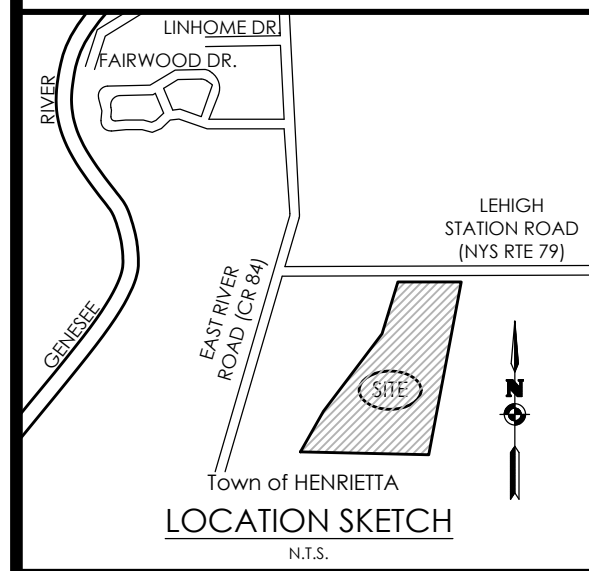 LINHOME DR.
FAIRWOOD DR.
RIVER
LEHIGH
STATION ROAD
(NYS RTE 79)
EAST RIVER
ROAD (CR 84)
GENESEE
SITE
N
Town of HENRIETTA
LOCATION SKETCH
N.T.S.